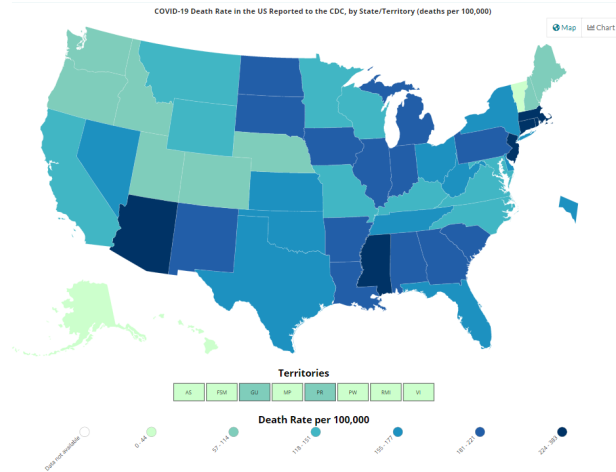 COVID-19 Death Rate in the US Reported to the CDC, by State/Territory (deaths per 100,000)
Map
Chart
Territories
AS FSM GU MP PR PW RMI VI
Death Rate per 100,000
Data not available
0 - 44
57 - 114
118 - 151
155 - 177
181 - 221